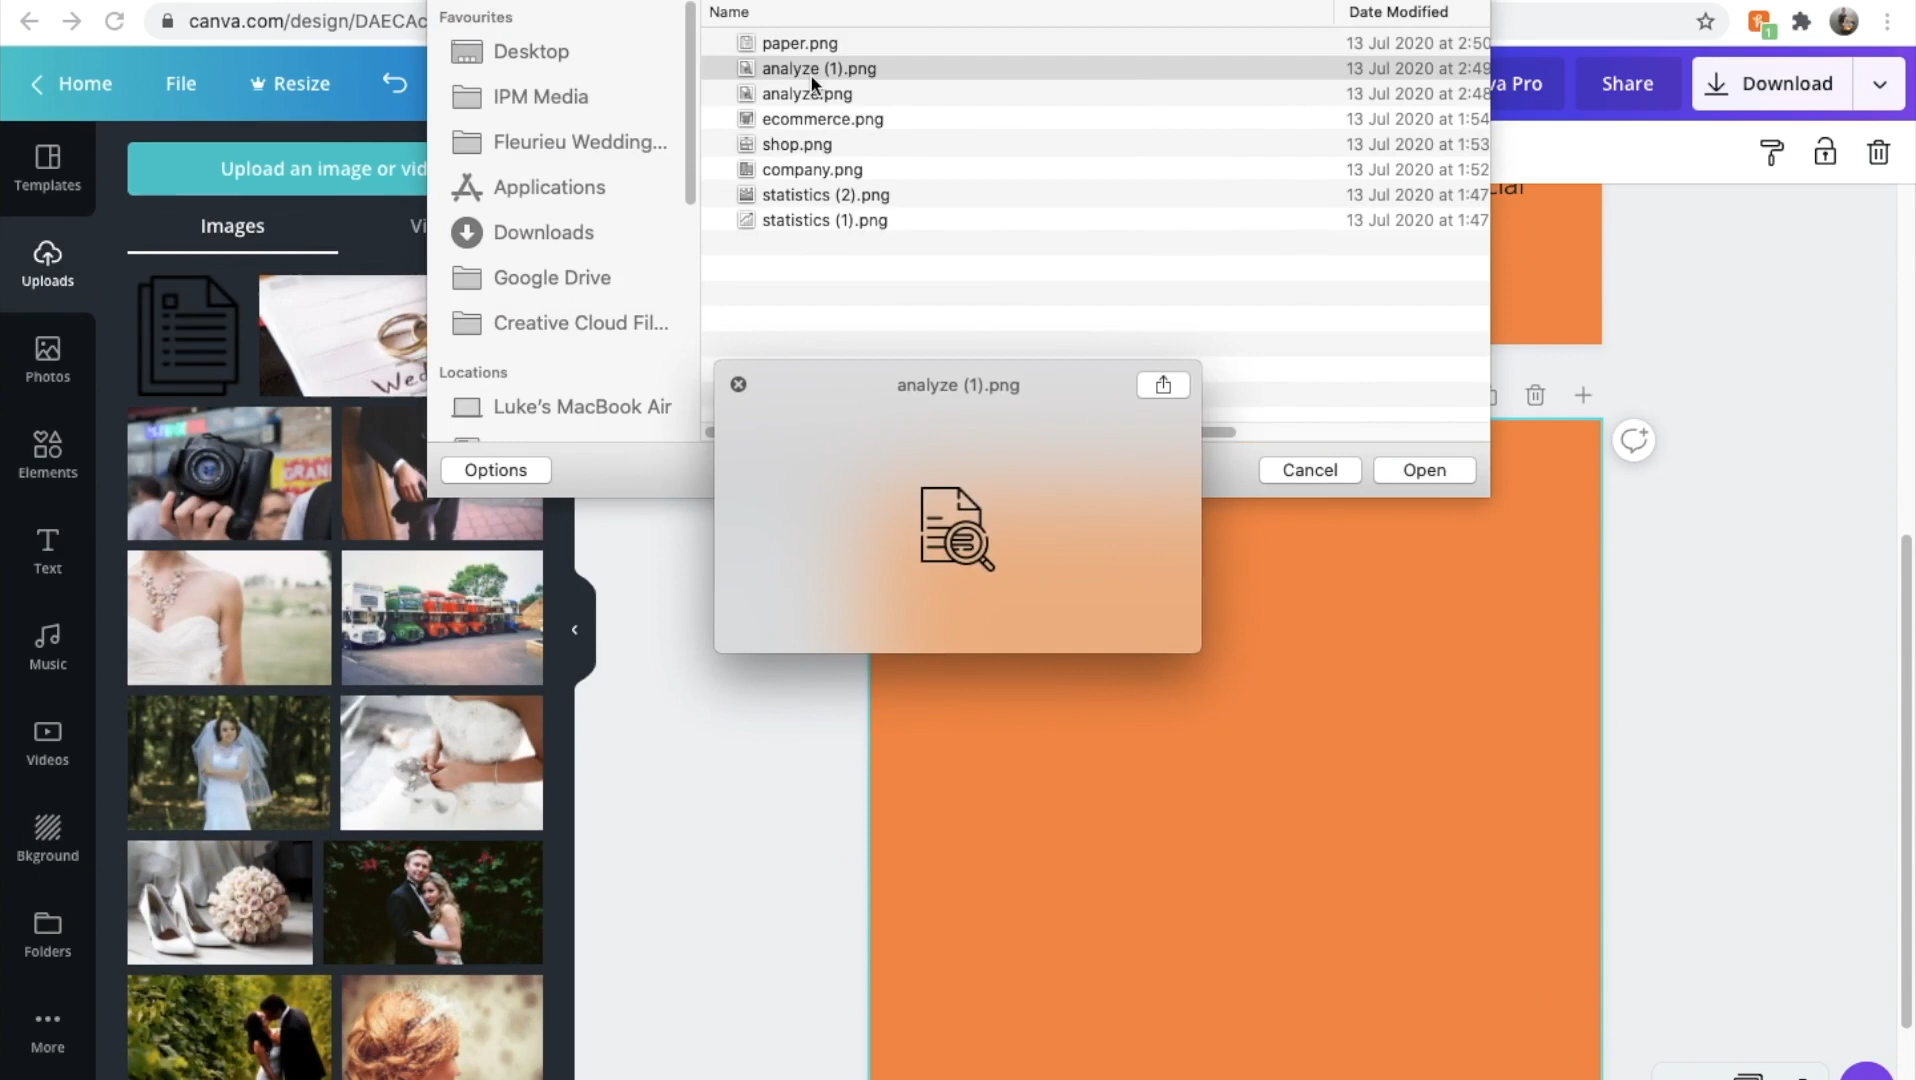 canva.com/design/DAECAc
1
Home
File
Resize
Pro
Share
Download
Favourites
Desktop
IPM Media
Fleurieu Wedding...
Applications
Downloads
Google Drive
Creative Cloud Fil...
Locations
Luke's MacBook Air
Name
Date Modified
paper.png
13 Jul 2020 at 2:50
analyze (1).png
13 Jul 2020 at 2:49
analyze.png
13 Jul 2020 at 2:48
ecommerce.png
13 Jul 2020 at 1:54
shop.png
13 Jul 2020 at 1:53
company.png
13 Jul 2020 at 1:52
statistics (2).png
13 Jul 2020 at 1:47
statistics (1).png
13 Jul 2020 at 1:47
Options
Cancel
Open
analyze (1).png
Templates
Uploads
Photos
Elements
Text
Music
Videos
Bkground
Folders
More
Upload an image or vid
Images
Vi
Wed
GRAN